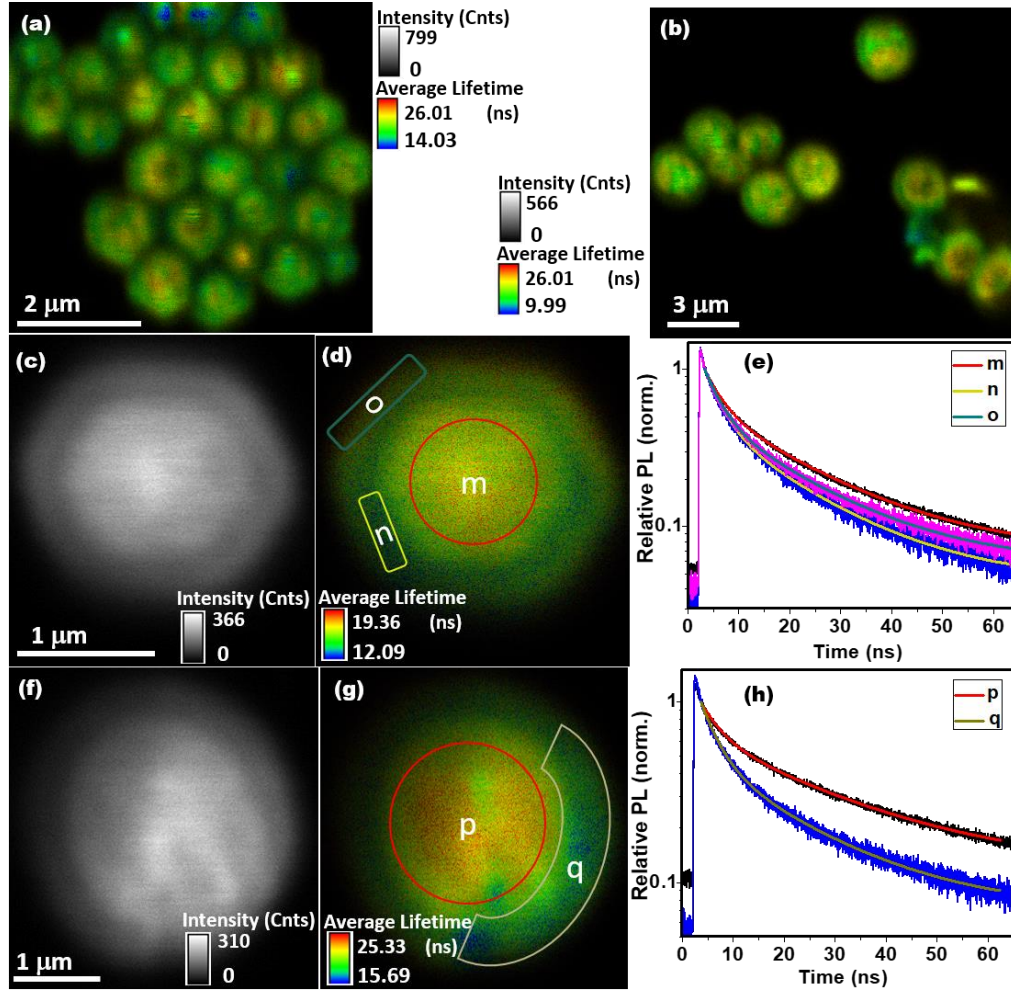 (a)
Intensity (Cnts)
799
0
Average Lifetime
26.01 (ns)
14.03
2 μm
(b)
Intensity (Cnts)
566
0
Average Lifetime
26.01 (ns)
9.99
3 μm
(c)
Intensity (Cnts)
366
0
1 μm
(d)
o
m
n
Average Lifetime
19.36 (ns)
12.09
(e)
m
n
o
Relative PL (norm.)
1
0.1
0 10 20 30 40 50 60
Time (ns)
(f)
Intensity (Cnts)
310
0
1 μm
(g)
p
q
Average Lifetime
25.33 (ns)
15.69
(h)
p
q
Relative PL (norm.)
1
0.1
0 10 20 30 40 50 60
Time (ns)